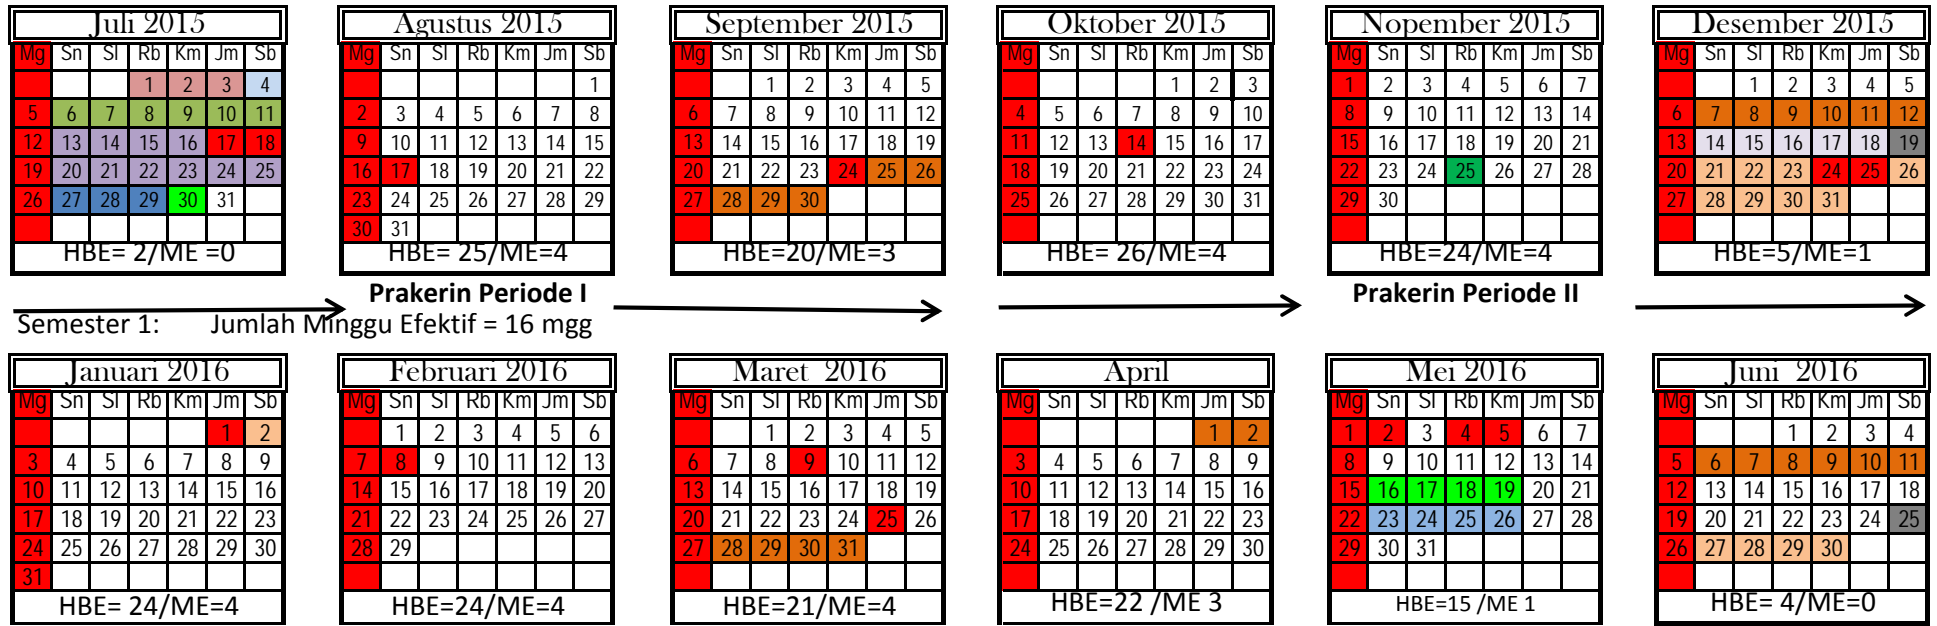 Juli 2015
Mg Sn Sl Rb Km Jm Sb
1 2 3 4
5 6 7 8 9 10 11
12 13 14 15 16 17 18
19 20 21 22 23 24 25
26 27 28 29 30 31
HBE= 2/ME =0
Agustus 2015
Mg Sn Sl Rb Km Jm Sb
1
2 3 4 5 6 7 8
9 10 11 12 13 14 15
16 17 18 19 20 21 22
23 24 25 26 27 28 29
30 31
HBE= 25/ME=4
September 2015
Mg Sn Sl Rb Km Jm Sb
1 2 3 4 5
6 7 8 9 10 11 12
13 14 15 16 17 18 19
20 21 22 23 24 25 26
27 28 29 30
HBE=20/ME=3
Oktober 2015
Mg Sn Sl Rb Km Jm Sb
1 2 3
4 5 6 7 8 9 10
11 12 13 14 15 16 17
18 19 20 21 22 23 24
25 26 27 28 29 30 31
HBE= 26/ME=4
Nopember 2015
Mg Sn Sl Rb Km Jm Sb
1 2 3 4 5 6 7
8 9 10 11 12 13 14
15 16 17 18 19 20 21
22 23 24 25 26 27 28
29 30
HBE=24/ME=4
Desember 2015
Mg Sn Sl Rb Km Jm Sb
1 2 3 4 5
6 7 8 9 10 11 12
13 14 15 16 17 18 19
20 21 22 23 24 25 26
27 28 29 30 31
HBE=5/ME=1
Prakerin Periode I
Prakerin Periode II
Semester 1: Jumlah Minggu Efektif = 16 mgg
Januari 2016
Mg Sn Sl Rb Km Jm Sb
1 2
3 4 5 6 7 8 9
10 11 12 13 14 15 16
17 18 19 20 21 22 23
24 25 26 27 28 29 30
31
HBE= 24/ME=4
Februari 2016
Mg Sn Sl Rb Km Jm Sb
1 2 3 4 5 6
7 8 9 10 11 12 13
14 15 16 17 18 19 20
21 22 23 24 25 26 27
28 29
HBE=24/ME=4
Maret 2016
Mg Sn Sl Rb Km Jm Sb
1 2 3 4 5
6 7 8 9 10 11 12
13 14 15 16 17 18 19
20 21 22 23 24 25 26
27 28 29 30 31
HBE=21/ME=4
April
Mg Sn Sl Rb Km Jm Sb
1 2
3 4 5 6 7 8 9
10 11 12 13 14 15 16
17 18 19 20 21 22 23
24 25 26 27 28 29 30
HBE=22 /ME 3
Mei 2016
Mg Sn Sl Rb Km Jm Sb
1 2 3 4 5 6 7
8 9 10 11 12 13 14
15 16 17 18 19 20 21
22 23 24 25 26 27 28
29 30 31
HBE=15 /ME 1
Juni 2016
Mg Sn Sl Rb Km Jm Sb
1 2 3 4
5 6 7 8 9 10 11
12 13 14 15 16 17 18
19 20 21 22 23 24 25
26 27 28 29 30
HBE= 4/ME=0